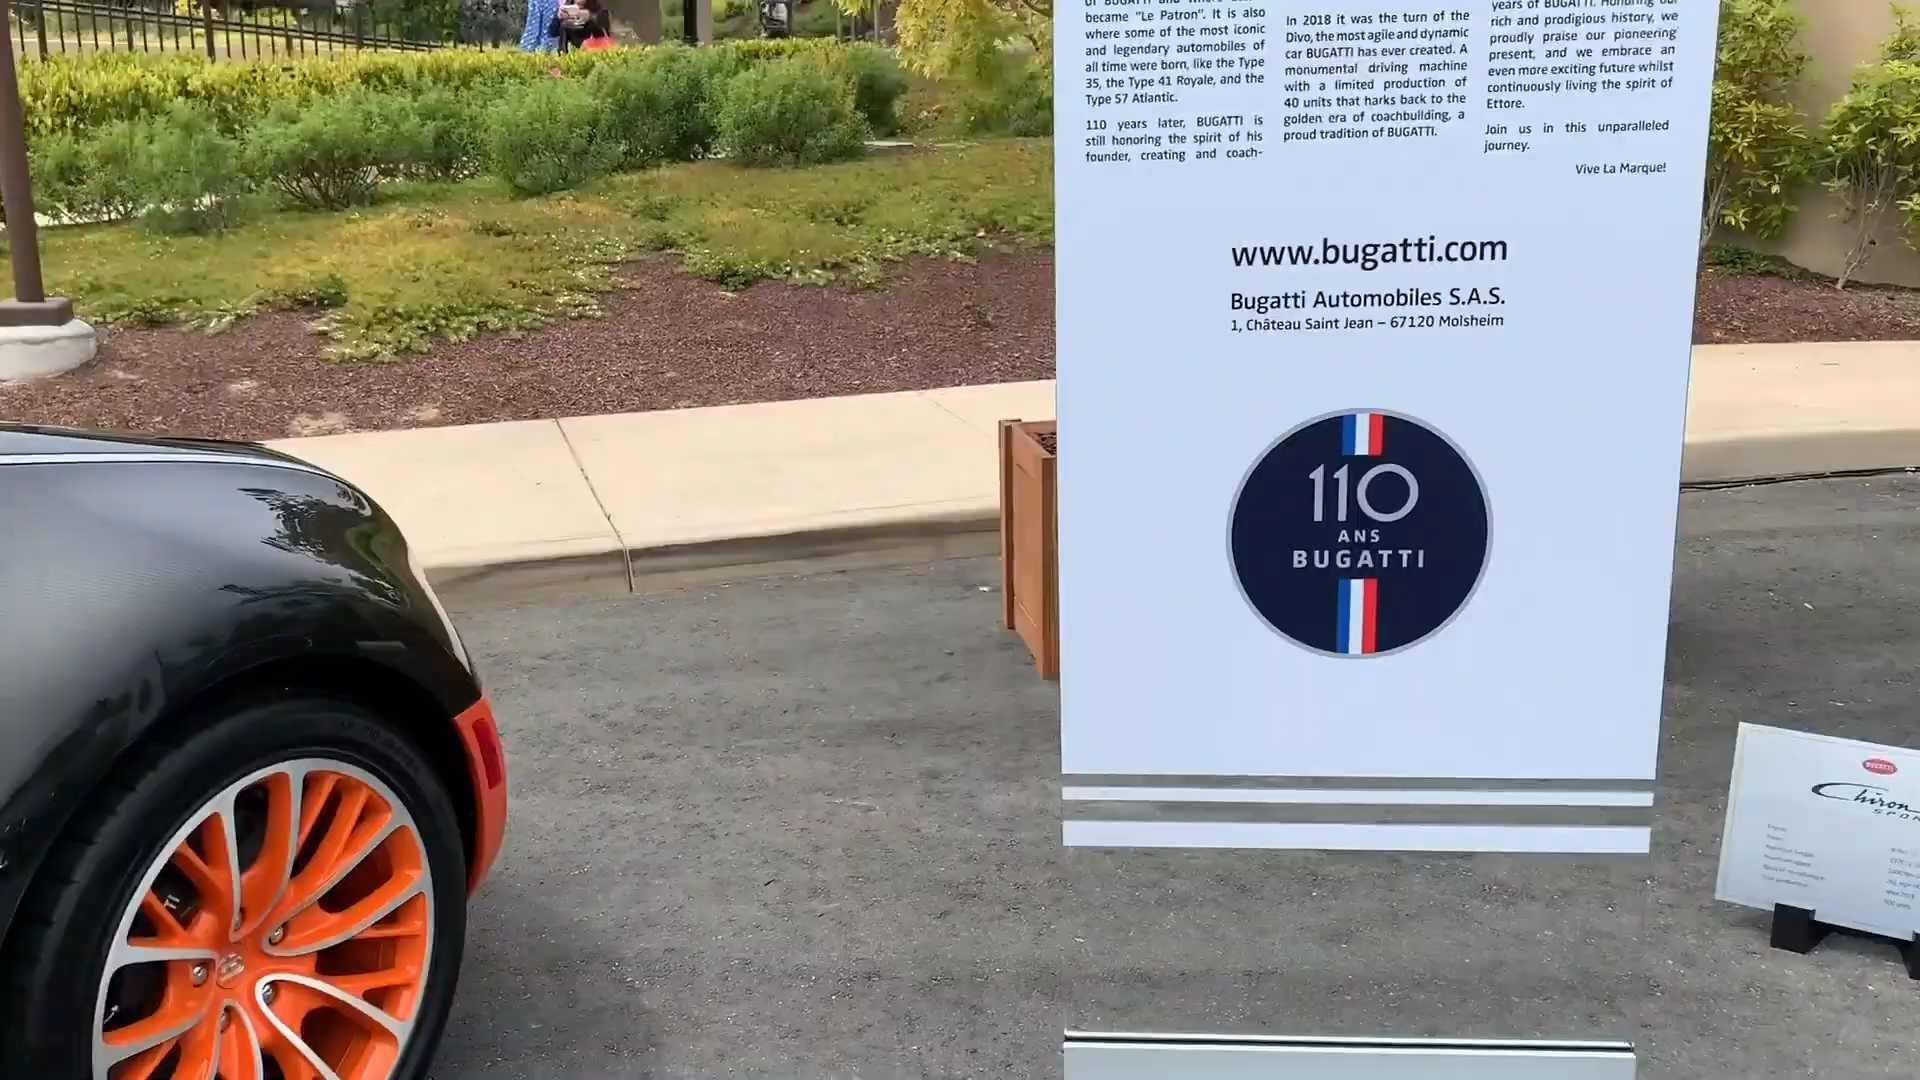 became “Le Patron”. It is also
where some of the most iconic
and legendary automobiles of
all time were born, like the Type
35, the Type 41 Royale, and the
Type 57 Atlantic.
110 years later, BUGATTI is
still honoring the spirit of his
founder, creating and coach-
In 2018 it was the turn of the
Divo, the most agile and dynamic
car BUGATTI has ever created. A
monumental driving machine
with a limited production of
40 units that harks back to the
golden era of coachbuilding, a
proud tradition of BUGATTI.
years of BUGATTI. Honoring our
rich and prodigious history, we
proudly praise our pioneering
present, and we embrace an
even more exciting future whilst
continuously living the spirit of
Ettore.
Join us in this unparalleled
journey.
Vive La Marque!
www.bugatti.com
Bugatti Automobiles S.A.S.
1, Château Saint Jean – 67120 Molsheim
110
ANS
BUGATTI
BUGATTI
Chiron